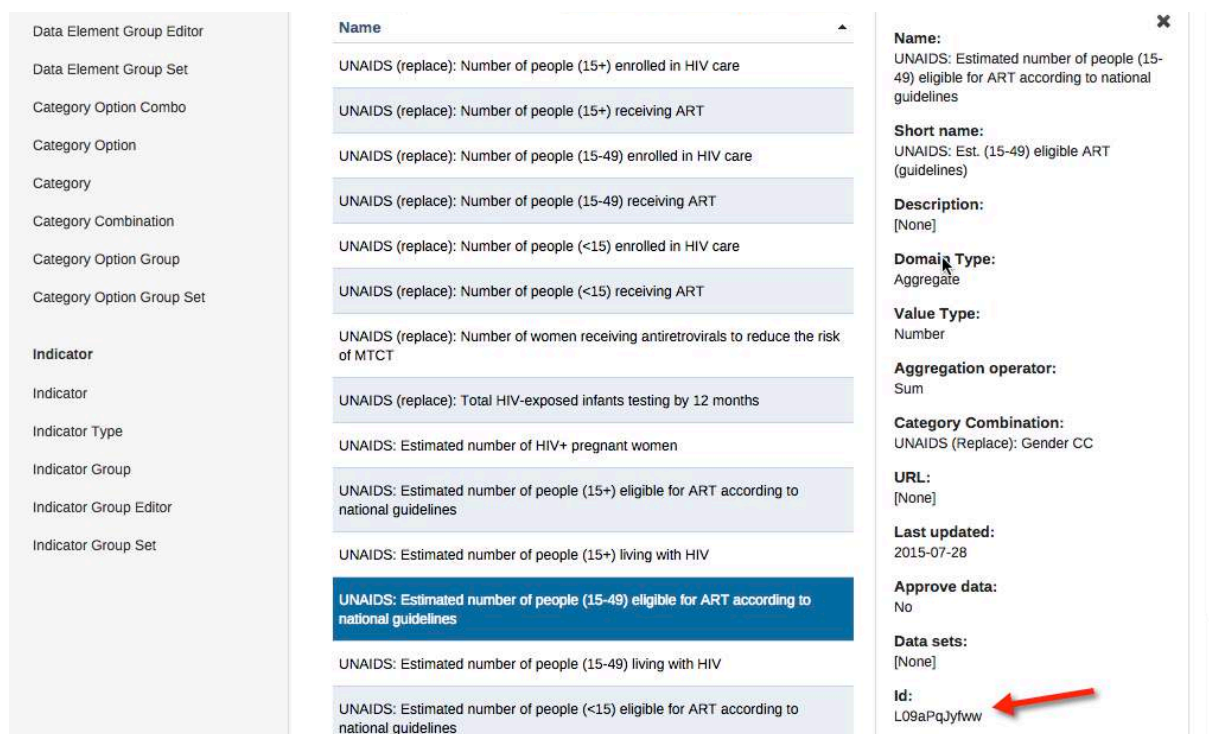 Data Element Group Editor
Data Element Group Set
Category Option Combo
Category Option
Category
Category Combination
Category Option Group
Category Option Group Set
Indicator
Indicator
Indicator Type
Indicator Group
Indicator Group Editor
Indicator Group Set
Name
UNAIDS (replace): Number of people (15+) enrolled in HIV care
UNAIDS (replace): Number of people (15+) receiving ART
UNAIDS (replace): Number of people (15-49) enrolled in HIV care
UNAIDS (replace): Number of people (15-49) receiving ART
UNAIDS (replace): Number of people (<15) enrolled in HIV care
UNAIDS (replace): Number of people (<15) receiving ART
UNAIDS (replace): Number of women receiving antiretrovirals to reduce the risk
of MTCT
UNAIDS (replace): Total HIV-exposed infants testing by 12 months
UNAIDS: Estimated number of HIV+ pregnant women
UNAIDS: Estimated number of people (15+) eligible for ART according to
national guidelines
UNAIDS: Estimated number of people (15+) living with HIV
UNAIDS: Estimated number of people (15-49) eligible for ART according to
national guidelines
UNAIDS: Estimated number of people (15-49) living with HIV
UNAIDS: Estimated number of people (<15) eligible for ART according to
national guidelines
Name:
UNAIDS: Estimated number of people (15-
49) eligible for ART according to national
guidelines
Short name:
UNAIDS: Est. (15-49) eligible ART
(guidelines)
Description:
[None]
Domain Type:
Aggregate
Value Type:
Number
Aggregation operator:
Sum
Category Combination:
UNAIDS (Replace): Gender CC
URL:
[None]
Last updated:
2015-07-28
Approve data:
No
Data sets:
[None]
Id:
L09aPqJyfww